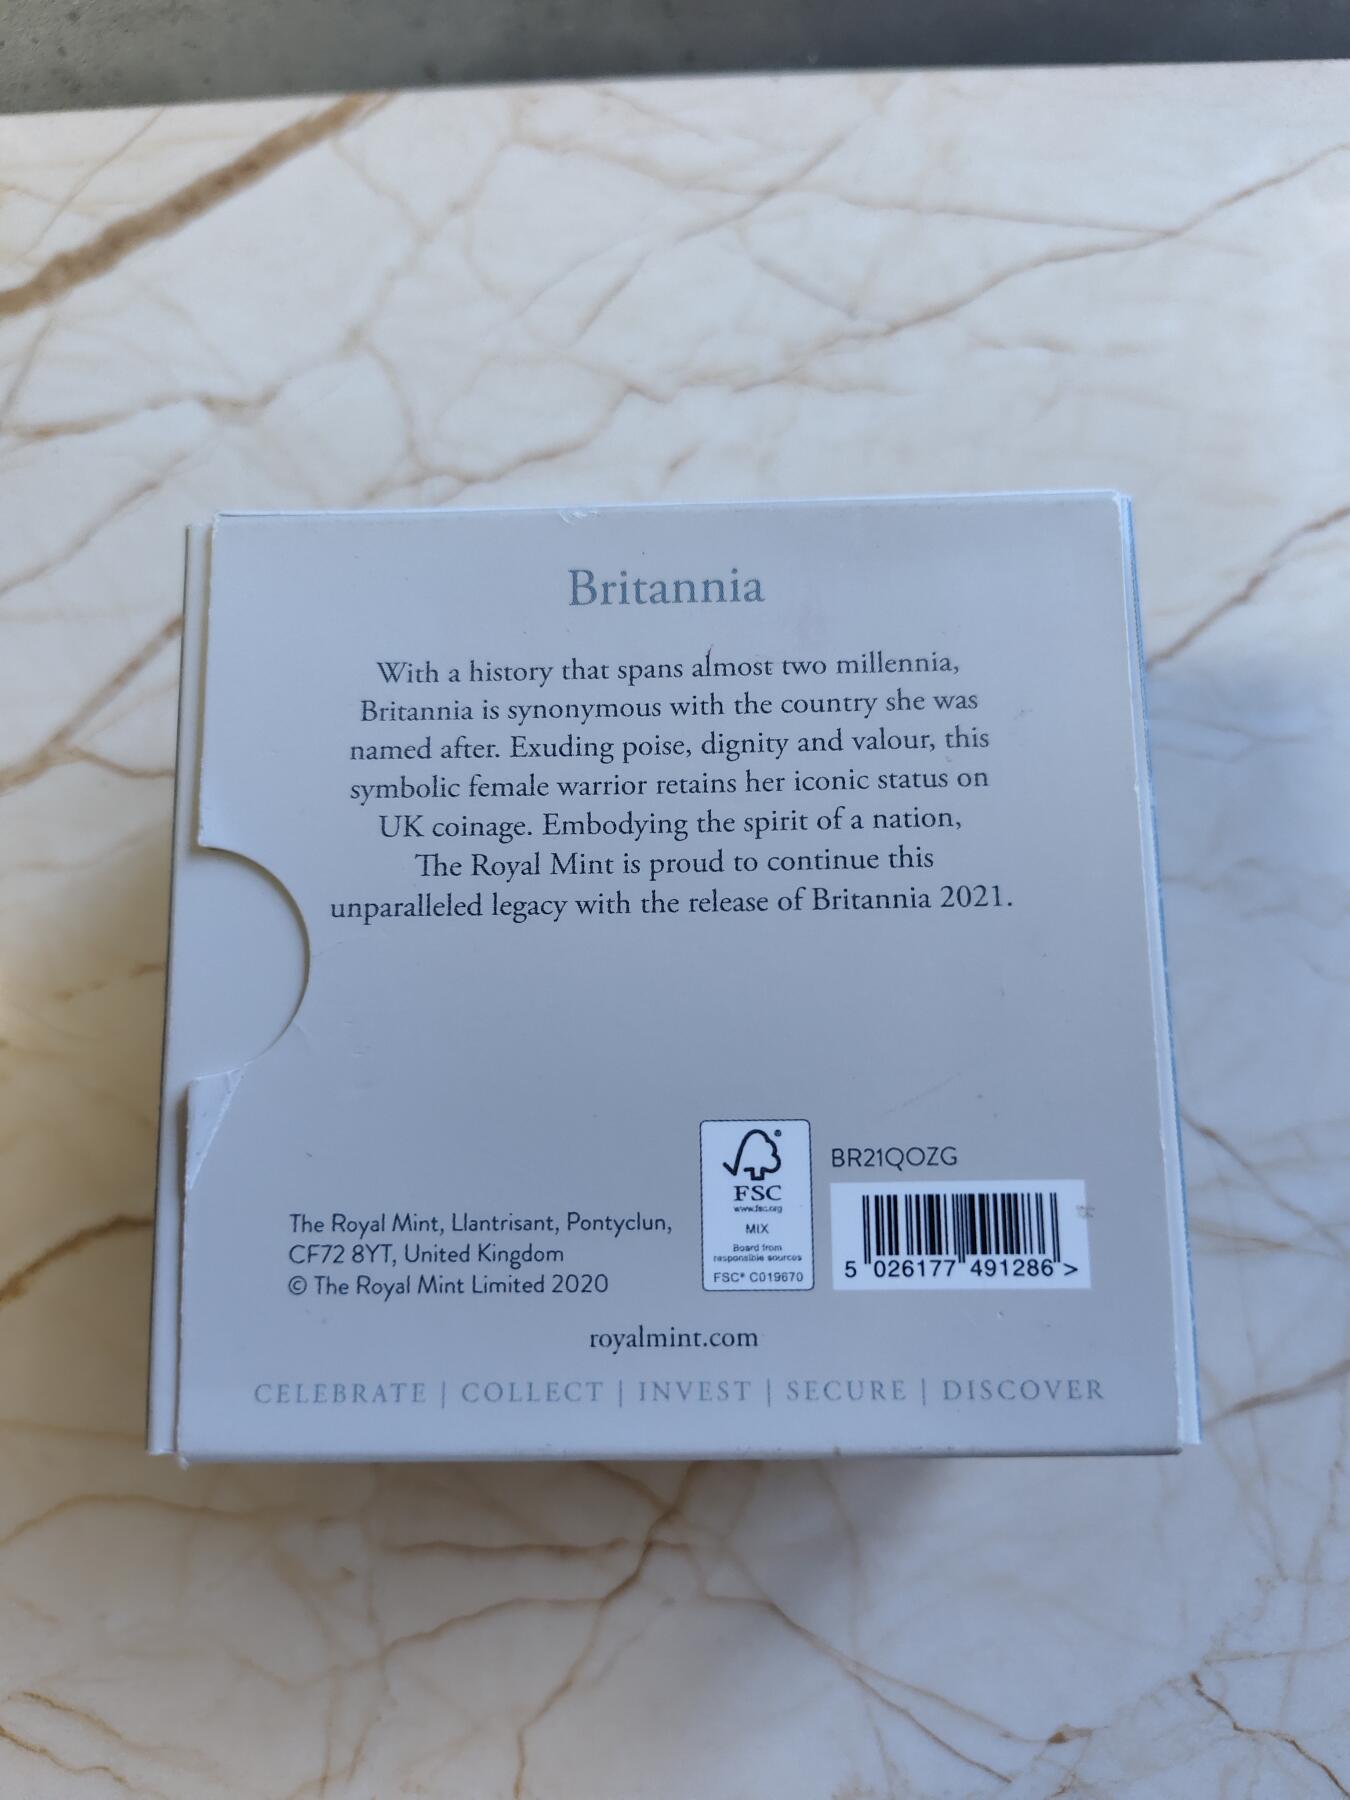 Britannia
With a history that spans almost two millennia,
Britannia is synonymous with the country she was
named after. Exuding poise, dignity and valour, this
symbolic female warrior retains her iconic status on
UK coinage. Embodying the spirit of a nation,
The Royal Mint is proud to continue this
unparalleled legacy with the release of Britannia 2021.
The Royal Mint, Llantrisant, Pontyclun,
CF72 8YT, United Kingdom
© The Royal Mint Limited 2020
FSC
www.fsc.org
MIX
Board from
responsible sources
FSC® C019670
BR21QOZG
5 026177 491286 >
royalmint.com
CELEBRATE | COLLECT | INVEST | SECURE | DISCOVER